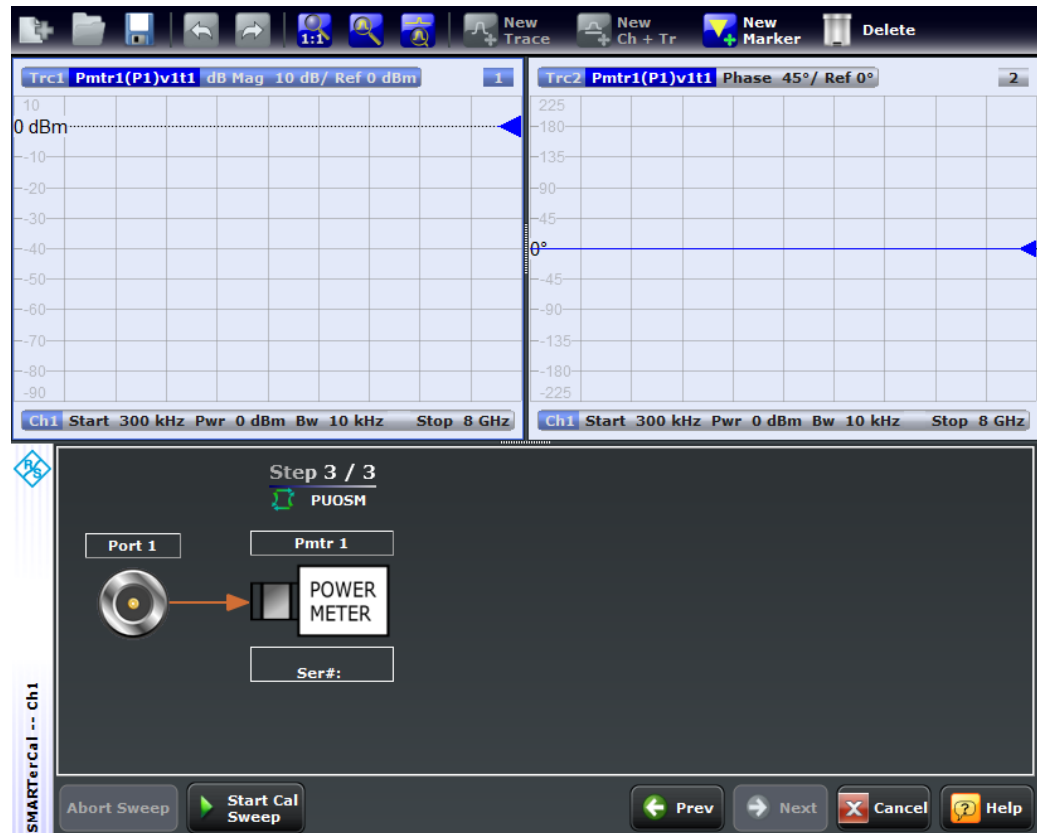 1:1
New Trace
New Ch + Tr
New Marker
Delete
Trc1 Pmtr1(P1)v1t1 dB Mag 10 dB/ Ref 0 dBm 1
10
0 dBm
-10
-20
-30
-40
-50
-60
-70
-80
-90
Ch1 Start 300 kHz Pwr 0 dBm Bw 10 kHz Stop 8 GHz
Trc2 Pmtr1(P1)v1t1 Phase 45°/ Ref 0° 2
225
180
135
90
45
0°
-45
-90
-135
-180
-225
Ch1 Start 300 kHz Pwr 0 dBm Bw 10 kHz Stop 8 GHz
R&S
SMARTerCal -- Ch1
Step 3 / 3
PUOSM
Port 1
Pmtr 1
POWER
METER
Ser#:
Abort Sweep
Start Cal
Sweep
Prev
Next
Cancel
Help